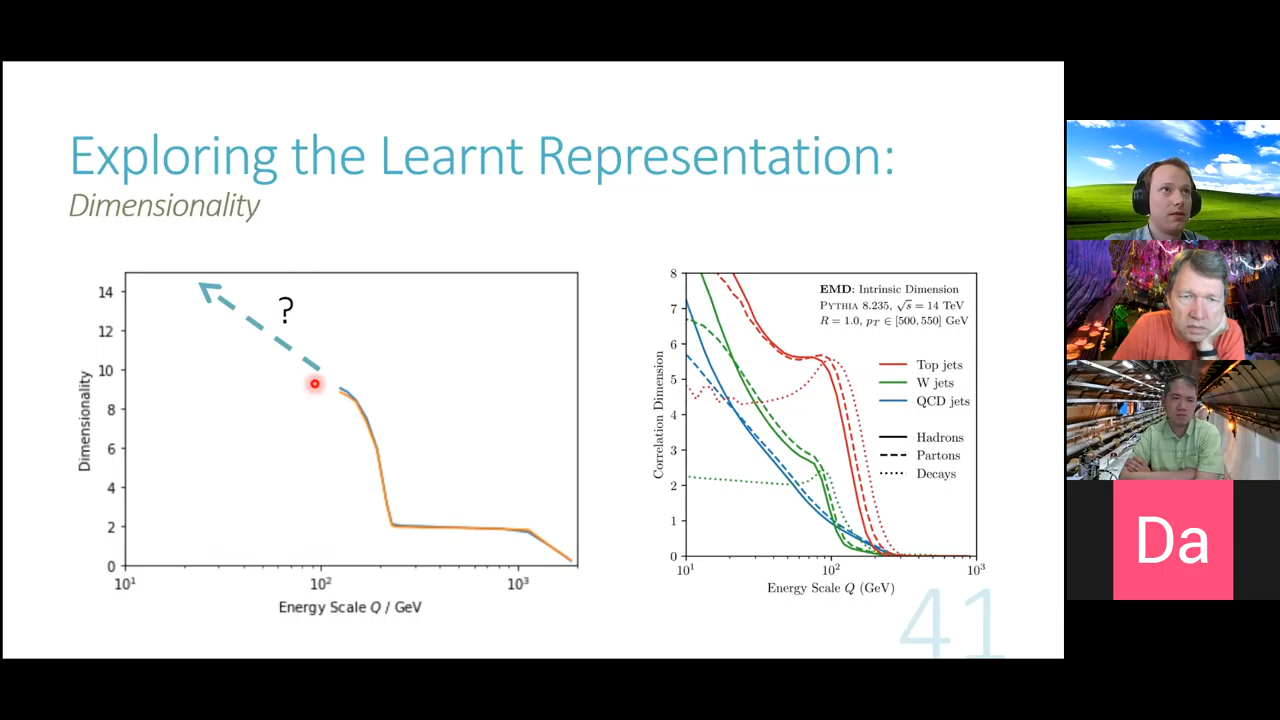 Exploring the Learnt Representation:
Dimensionality
?
14
12
10
8
6
4
2
0
Dimensionality
10¹
10²
10³
Energy Scale Q / GeV
8
7
6
5
4
3
2
1
0
Correlation Dimension
EMD: Intrinsic Dimension
PYTHIA 8.235, √s = 14 TeV
R = 1.0, p_T ∈ [500, 550] GeV
Top jets
W jets
QCD jets
Hadrons
Partons
Decays
10¹
10²
10³
Energy Scale Q (GeV)
41
Da